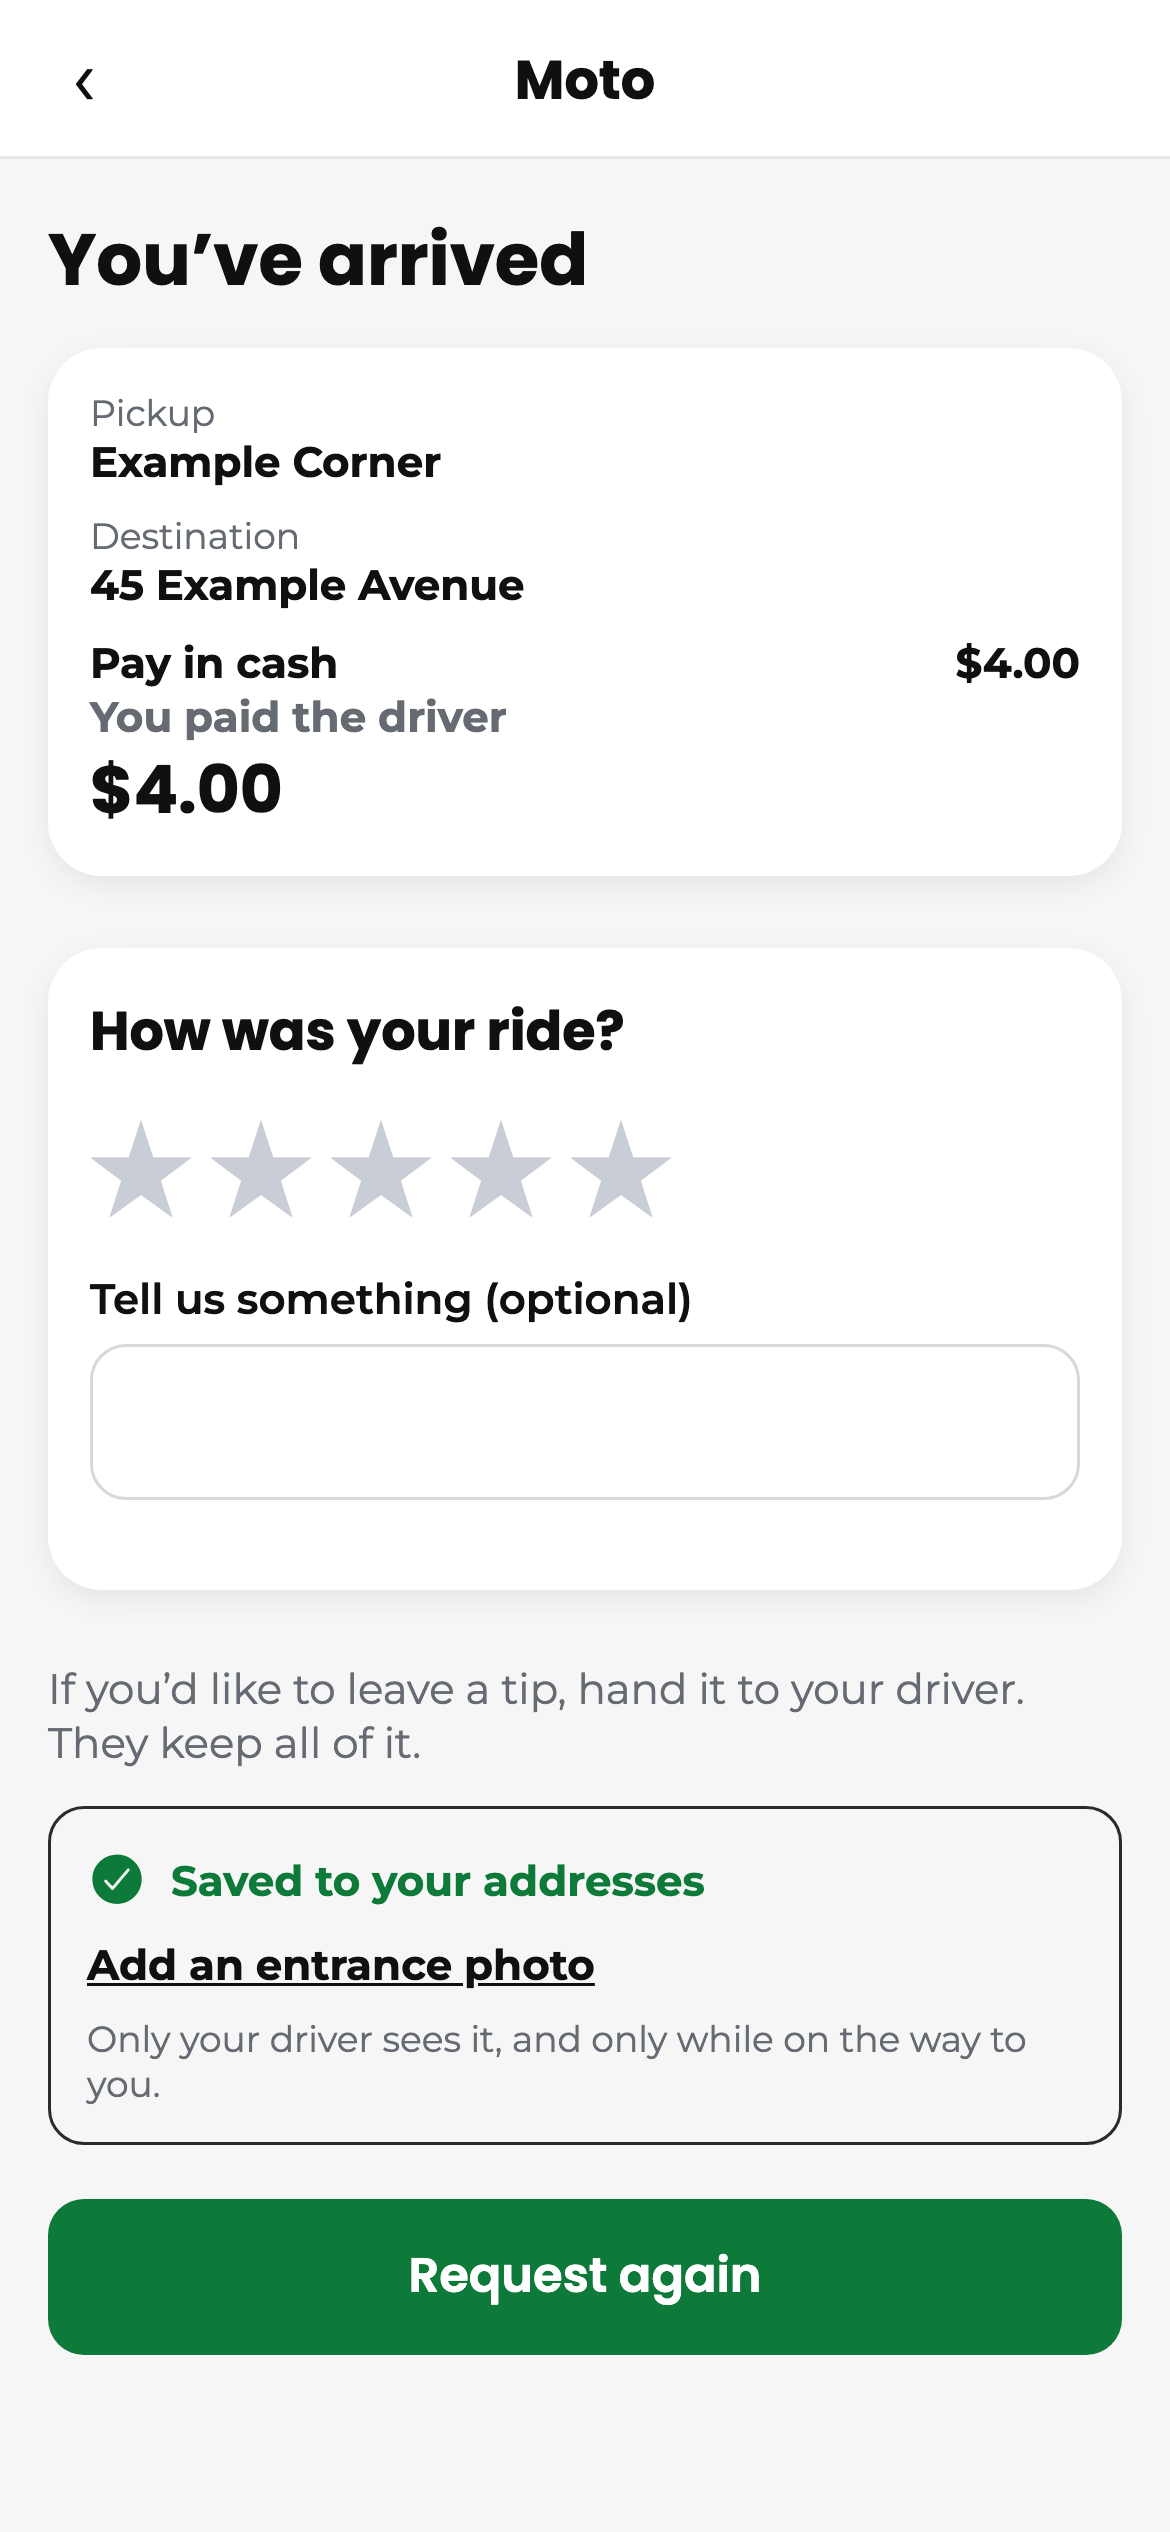 Moto
You’ve arrived
Pickup
Example Corner
Destination
45 Example Avenue
Pay in cash $4.00
You paid the driver
$4.00
How was your ride?
Tell us something (optional)
If you’d like to leave a tip, hand it to your driver.
They keep all of it.
Saved to your addresses
Add an entrance photo
Only your driver sees it, and only while on the way to
you.
Request again